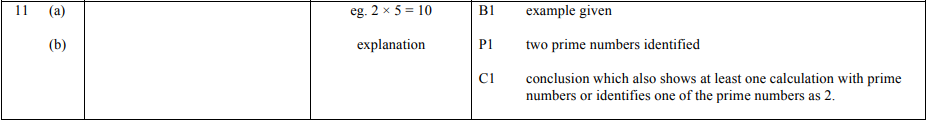 11 (a) eg. 2 × 5 = 10 B1 example given
(b) explanation P1 two prime numbers identified
C1 conclusion which also shows at least one calculation with prime
numbers or identifies one of the prime numbers as 2.